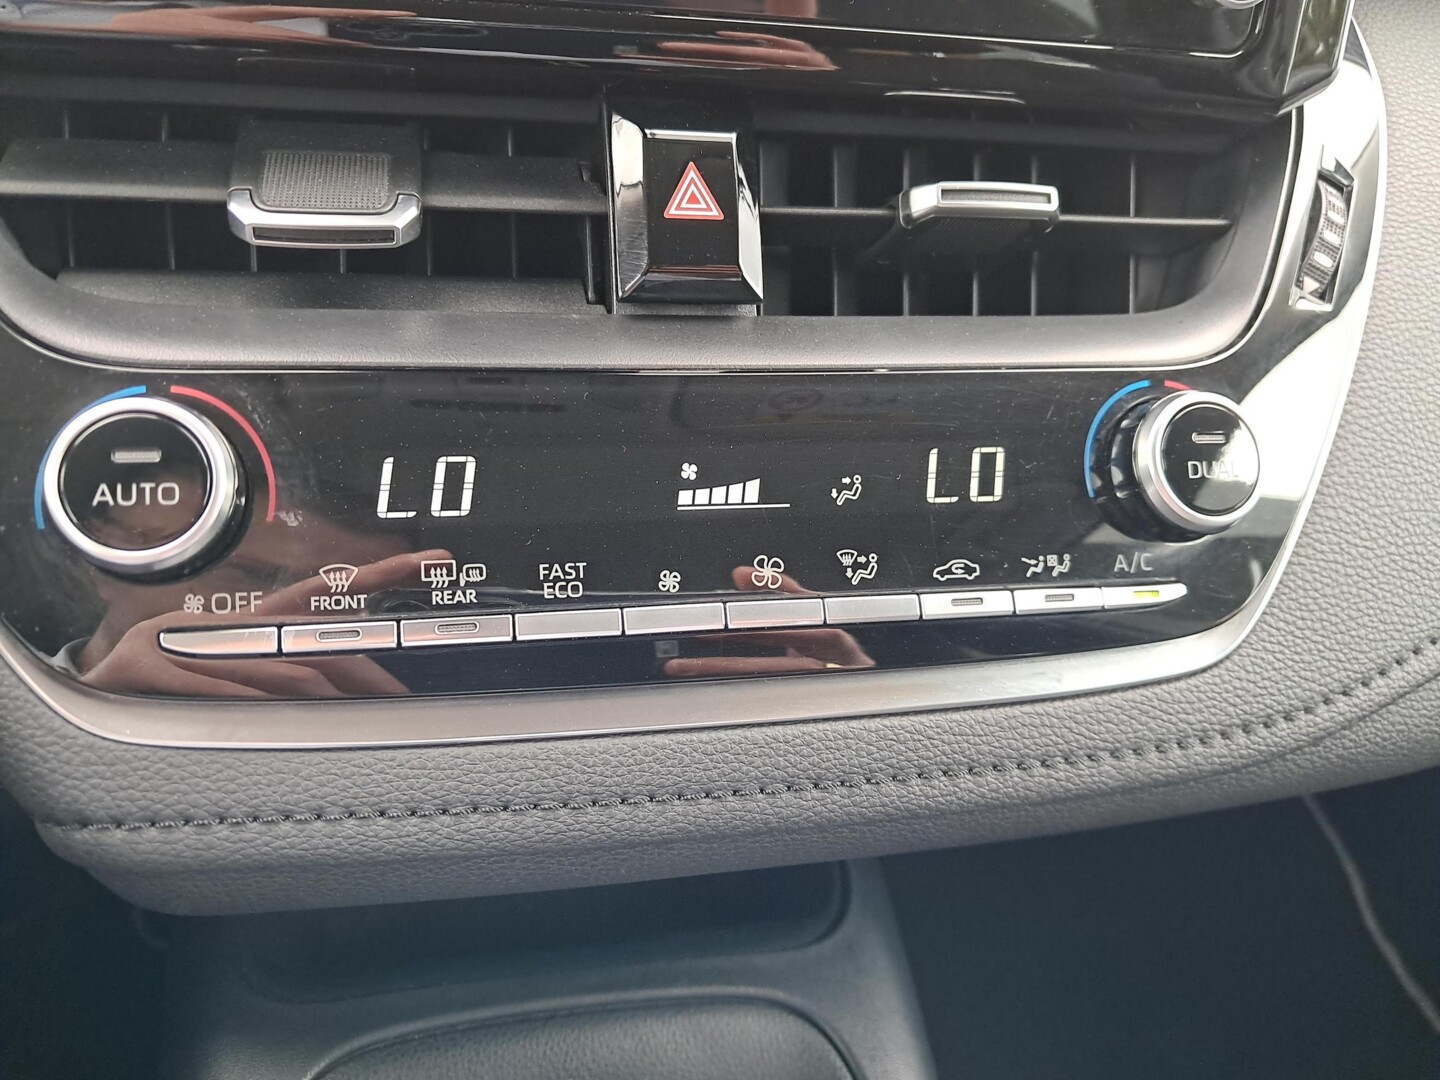 AUTO
LO
LO
DUAL
OFF
FRONT
REAR
FAST
ECO
A/C